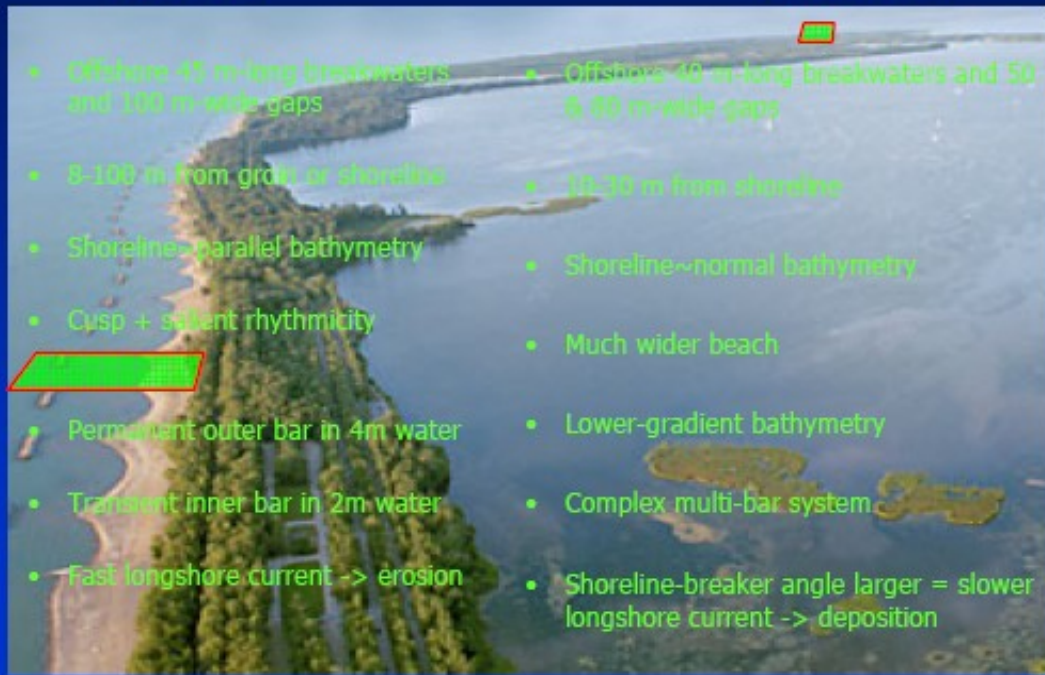 • Offshore 45 m-long breakwaters
and 100 m-wide gaps
• 8-100 m from groin or shoreline
• Shoreline~parallel bathymetry
• Cusp + salient rhythmicity
• Permanent outer bar in 4m water
• Transient inner bar in 2m water
• Fast longshore current -> erosion
• Offshore 40 m-long breakwaters and 50
& 80 m-wide gaps
• 10-30 m from shoreline
• Shoreline~normal bathymetry
• Much wider beach
• Lower-gradient bathymetry
• Complex multi-bar system
• Shoreline-breaker angle larger = slower
longshore current -> deposition